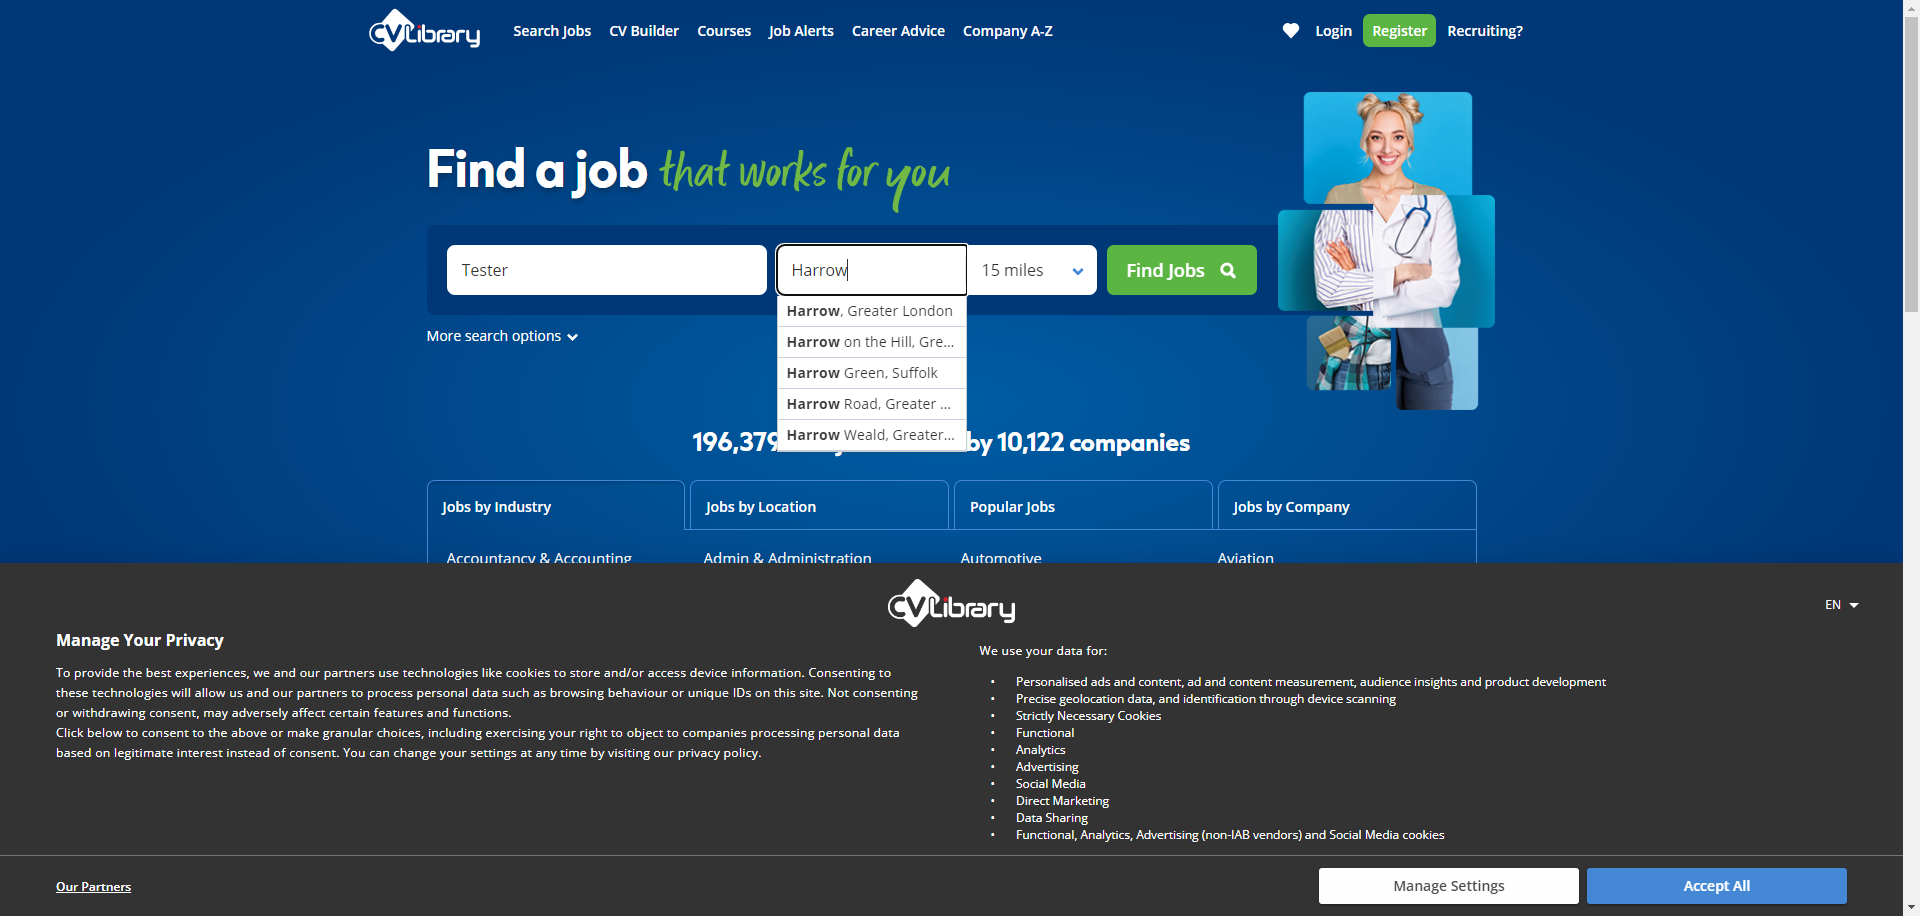 CVLibrary
Search Jobs
CV Builder
Courses
Job Alerts
Career Advice
Company A-Z
Login
Register
Recruiting?
Find a job that works for you
Tester
Harrow
15 miles
Find Jobs
Harrow, Greater London
Harrow on the Hill, Gre...
Harrow Green, Suffolk
Harrow Road, Greater ...
Harrow Weald, Greater...
More search options
196,379
by 10,122 companies
Jobs by Industry
Jobs by Location
Popular Jobs
Jobs by Company
Accountancy & Accounting
Admin & Administration
Automotive
Aviation
CVLibrary
EN
Manage Your Privacy
To provide the best experiences, we and our partners use technologies like cookies to store and/or access device information. Consenting to
these technologies will allow us and our partners to process personal data such as browsing behaviour or unique IDs on this site. Not consenting
or withdrawing consent, may adversely affect certain features and functions.
Click below to consent to the above or make granular choices, including exercising your right to object to companies processing personal data
based on legitimate interest instead of consent. You can change your settings at any time by visiting our privacy policy.
We use your data for:
• Personalised ads and content, ad and content measurement, audience insights and product development
• Precise geolocation data, and identification through device scanning
• Strictly Necessary Cookies
• Functional
• Analytics
• Advertising
• Social Media
• Direct Marketing
• Data Sharing
• Functional, Analytics, Advertising (non-IAB vendors) and Social Media cookies
Our Partners
Manage Settings
Accept All